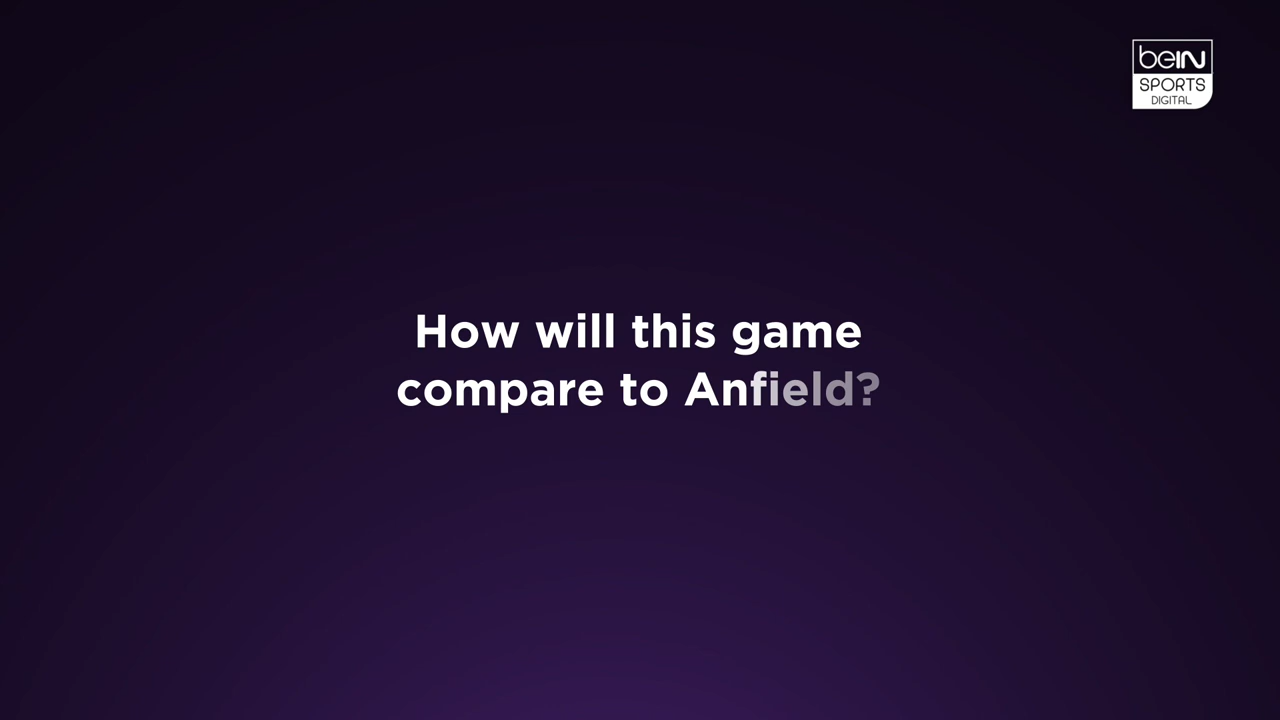 beIN
SPORTS
DIGITAL
How will this game
compare to Anfield?